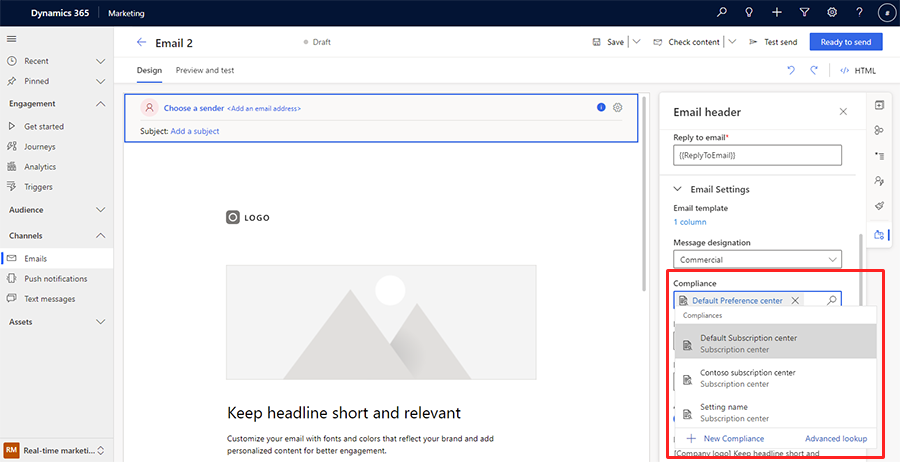 Dynamics 365 Marketing
Email 2
Draft
Save
Check content
Test send
Ready to send
Design
Preview and test
HTML
Recent
Pinned
Engagement
Get started
Journeys
Analytics
Triggers
Audience
Channels
Emails
Push notifications
Text messages
Assets
RM Real-time marketi...
Choose a sender <Add an email address>
Subject: Add a subject
LOGO
Keep headline short and relevant
Customize your email with fonts and colors that reflect your brand and add
personalized content for better engagement.
Email header
Reply to email*
{{ReplyToEmail}}
Email Settings
Email template
1 column
Message designation
Commercial
Compliance
Default Preference center
Compliances
Default Subscription center
Subscription center
Contoso subscription center
Subscription center
Setting name
Subscription center
New Compliance
Advanced lookup
[Company logo] Keep headline short and